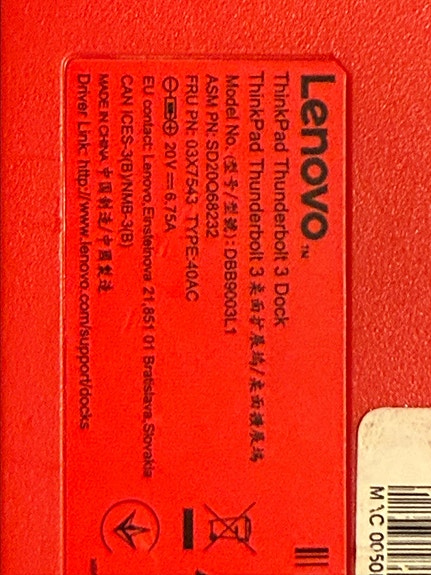 Lenovo™
ThinkPad Thunderbolt 3 Dock
ThinkPad Thunderbolt 3 桌面扩展坞/桌面擴展塢
Model No. (型号/型號): DBB9003L1
ASM PN: SD20Q68232
FRU PN: 03X7543 TYPE:40AC
20V 6.75A
EU contact: Lenovo, Einsteinova 21, 851 01 Bratislava, Slovakia
CAN ICES-3(B)/NMB-3(B)
MADE IN CHINA 中国制造/中國製造
Driver Link: http://www.lenovo.com/support/docks
MAC 0050